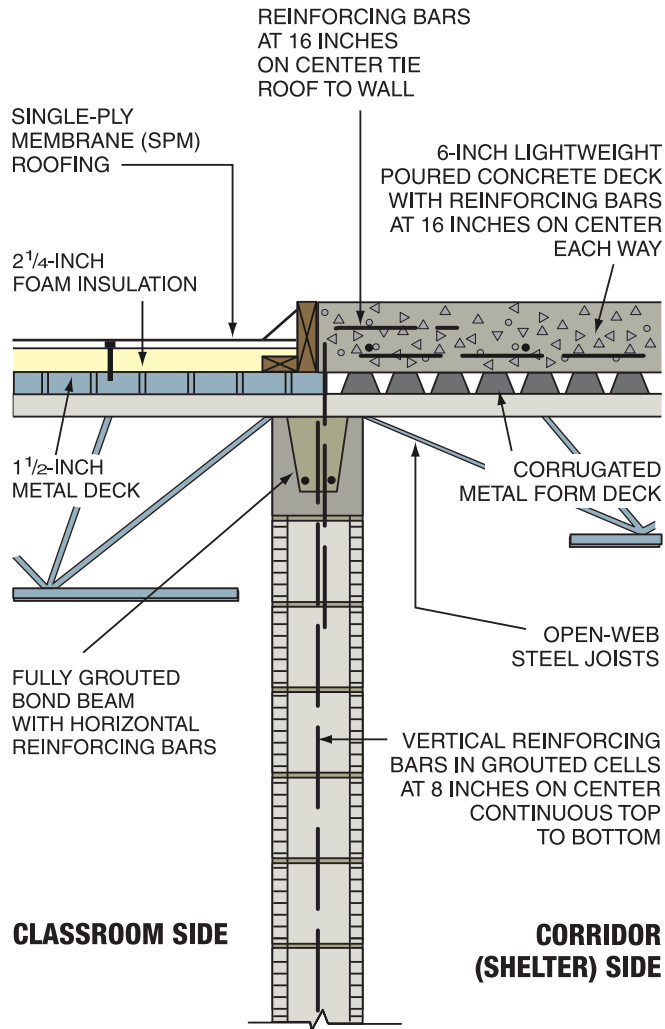 REINFORCING BARS
AT 16 INCHES
ON CENTER TIE
ROOF TO WALL
SINGLE-PLY
MEMBRANE (SPM)
ROOFING
6-INCH LIGHTWEIGHT
POURED CONCRETE DECK
WITH REINFORCING BARS
AT 16 INCHES ON CENTER
EACH WAY
2 1/4-INCH
FOAM INSULATION
1 1/2-INCH
METAL DECK
CORRUGATED
METAL FORM DECK
OPEN-WEB
STEEL JOISTS
FULLY GROUTED
BOND BEAM
WITH HORIZONTAL
REINFORCING BARS
VERTICAL REINFORCING
BARS IN GROUTED CELLS
AT 8 INCHES ON CENTER
CONTINUOUS TOP
TO BOTTOM
CLASSROOM SIDE
CORRIDOR
(SHELTER) SIDE